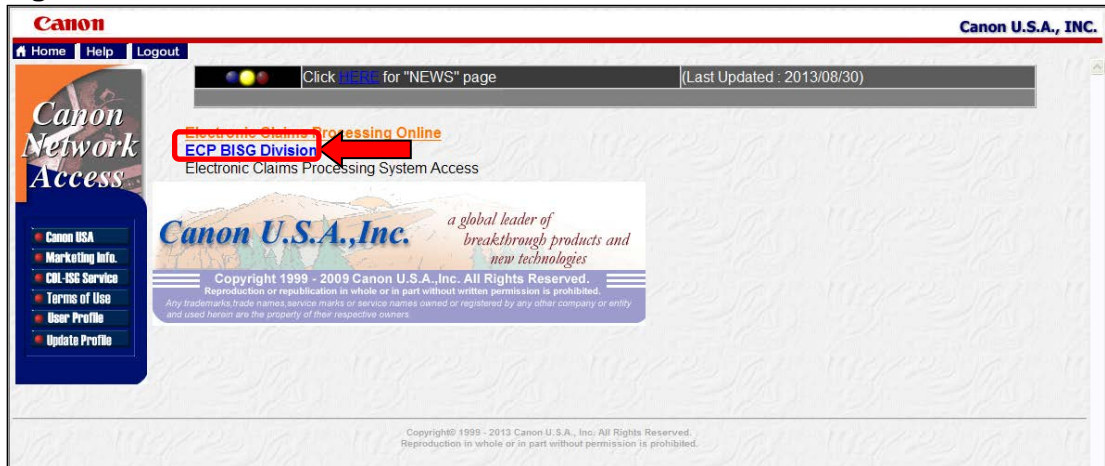 Canon
Canon U.S.A., INC.
Home Help Logout
Click HERE for "NEWS" page (Last Updated : 2013/08/30)
Canon
Network
Access
Electronic Claims Processing Online
ECP BISG Division
Electronic Claims Processing System Access
Canon U.S.A.,Inc.
a global leader of
breakthrough products and
new technologies
Copyright 1999 - 2009 Canon U.S.A.,Inc. All Rights Reserved.
Reproduction or republication in whole or in part without written permission is prohibited.
Any trademarks,trade names,service marks or service names owned or registered by any other company or entity
and used herein are the property of their respective owners.
Canon USA
Marketing Info.
CBL-ISG Service
Terms of Use
User Profile
Update Profile
Copyright© 1999 - 2013 Canon U.S.A., Inc. All Rights Reserved.
Reproduction in whole or in part without permission is prohibited.